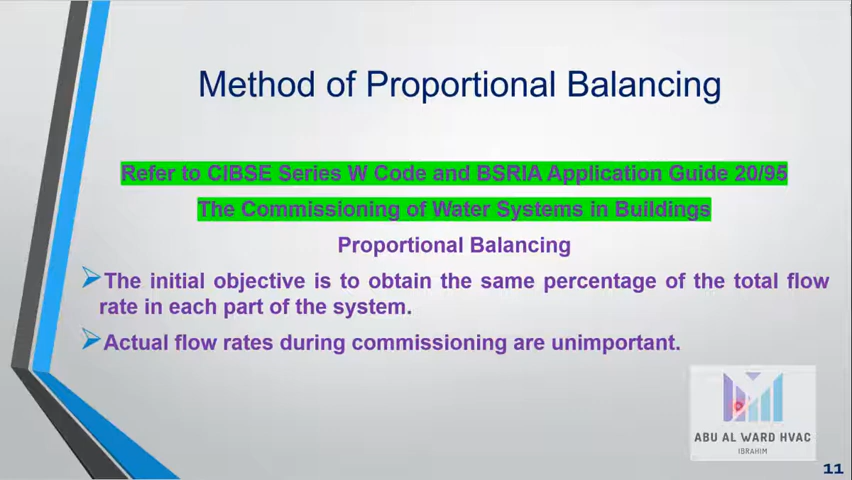 Method of Proportional Balancing
Refer to CIBSE Series W Code and BSRIA Application Guide 20/95
The Commissioning of Water Systems in Buildings
Proportional Balancing
The initial objective is to obtain the same percentage of the total flow
rate in each part of the system.
Actual flow rates during commissioning are unimportant.
ABU AL WARD HVAC
IBRAHIM
11